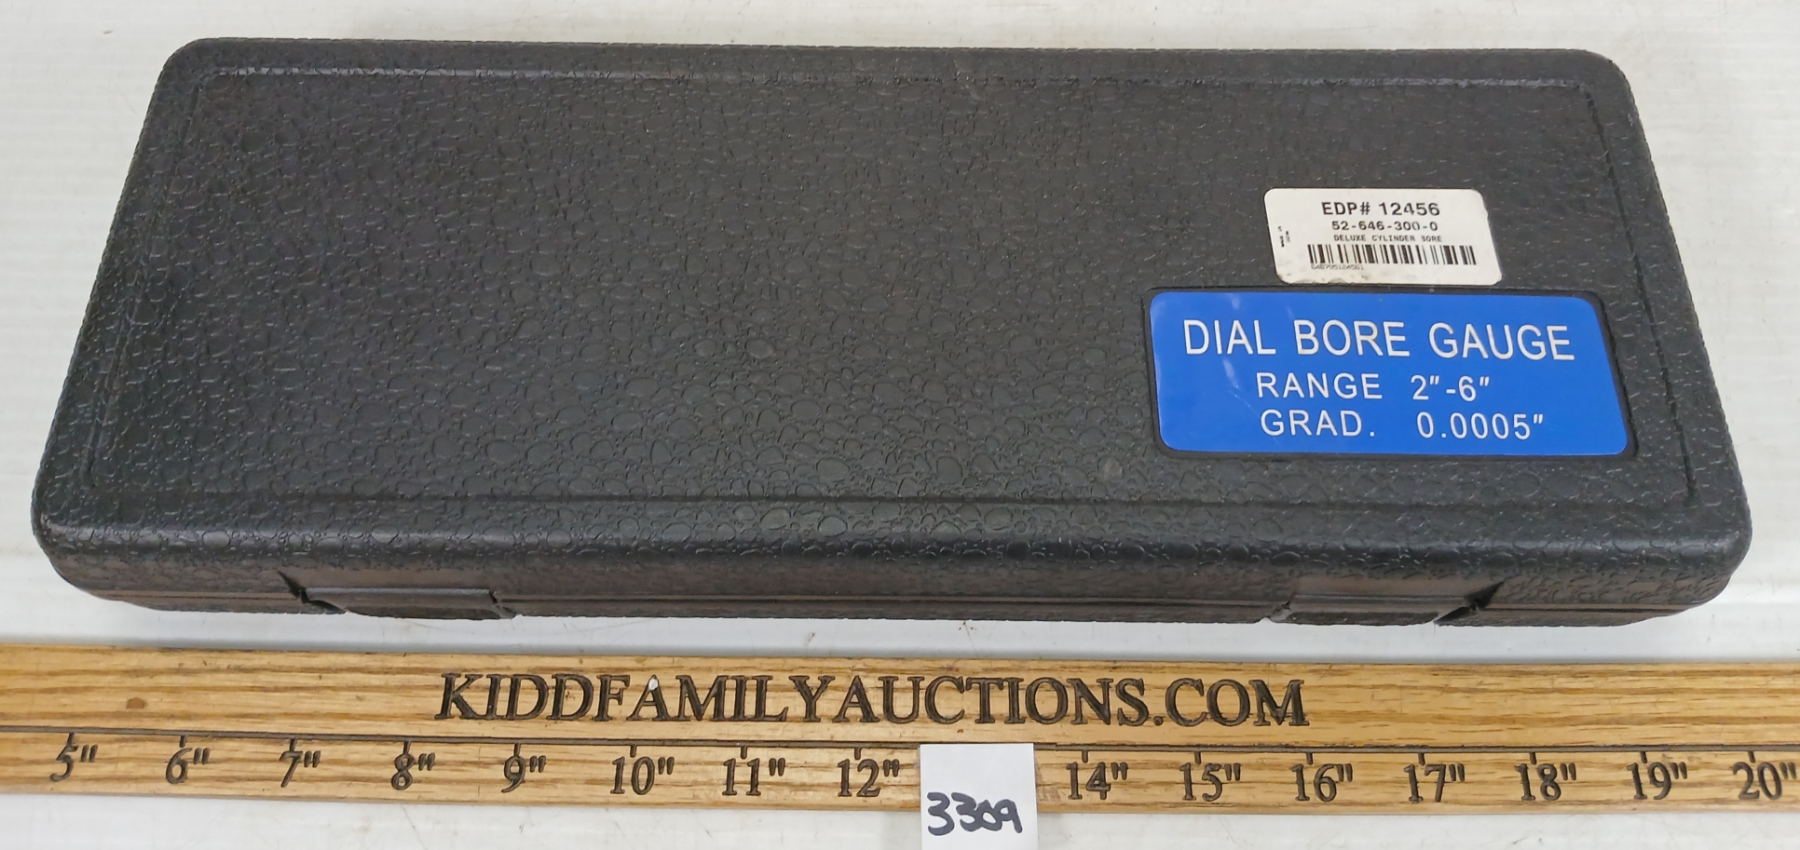 EDP# 12456
52-646-300-0
DELUXE CYLINDER BORE
DIAL BORE GAUGE
RANGE 2"-6"
GRAD. 0.0005"
KIDDFAMILYAUCTIONS.COM
5" 6" 7" 8" 9" 10" 11" 12" 14" 15" 16" 17" 18" 19" 20"
3309